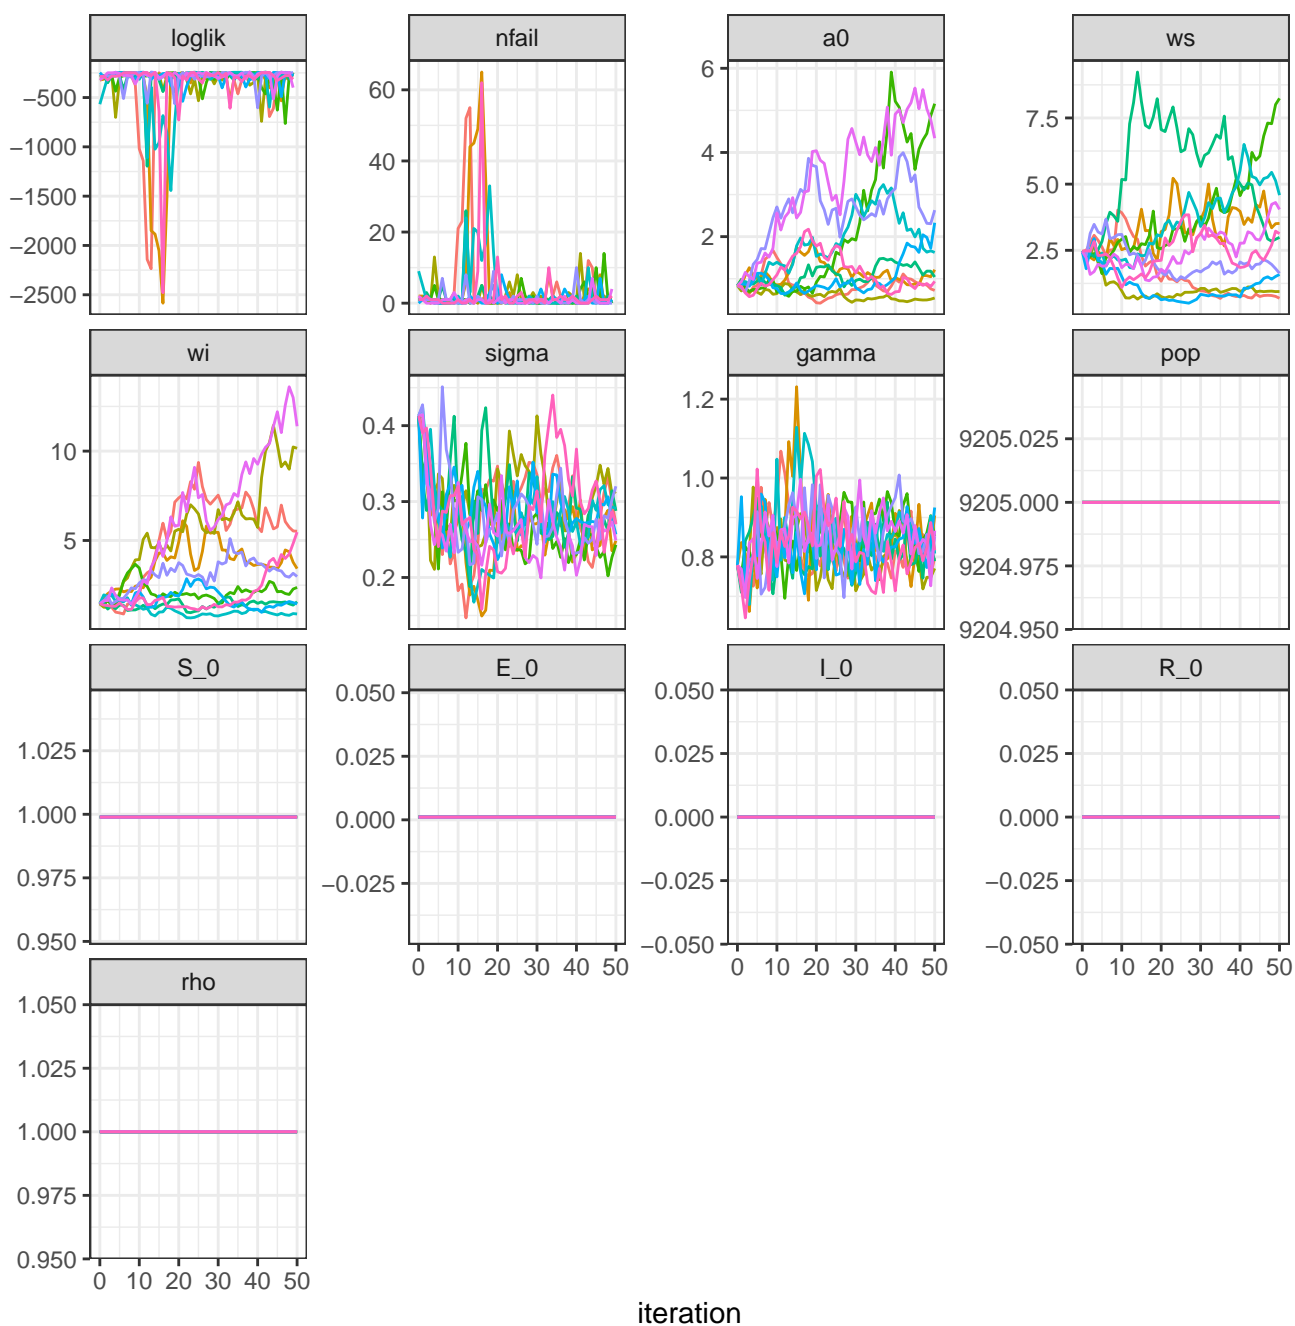 loglik
nfail
a0
ws
−500
−1000
−1500
−2000
−2500
60
40
20
0
6
4
2
7.5
5.0
2.5
wi
sigma
gamma
pop
10
5
0.4
0.3
0.2
1.2
1.0
0.8
9205.025
9205.000
9204.975
9204.950
S_0
E_0
I_0
R_0
1.025
1.000
0.975
0.950
0.050
0.025
0.000
−0.025
0.050
0.025
0.000
−0.025
−0.050
0.050
0.025
0.000
−0.025
−0.050
0 10 20 30 40 50
0 10 20 30 40 50
0 10 20 30 40 50
rho
1.050
1.025
1.000
0.975
0.950
0 10 20 30 40 50
iteration